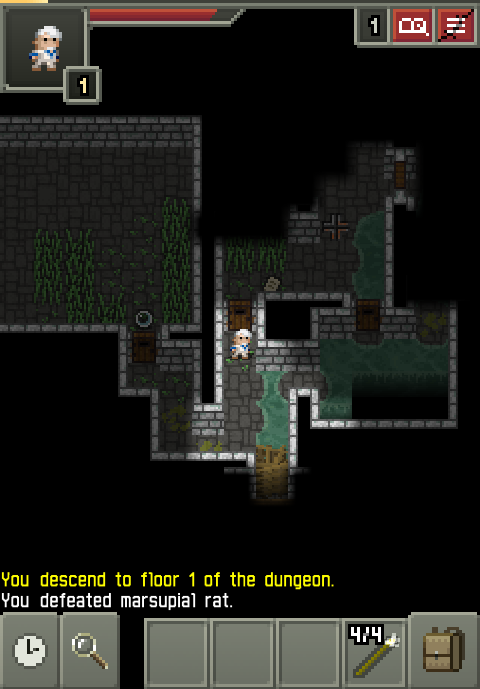 1
1
You descend to floor 1 of the dungeon.
You defeated marsupial rat.
4/4